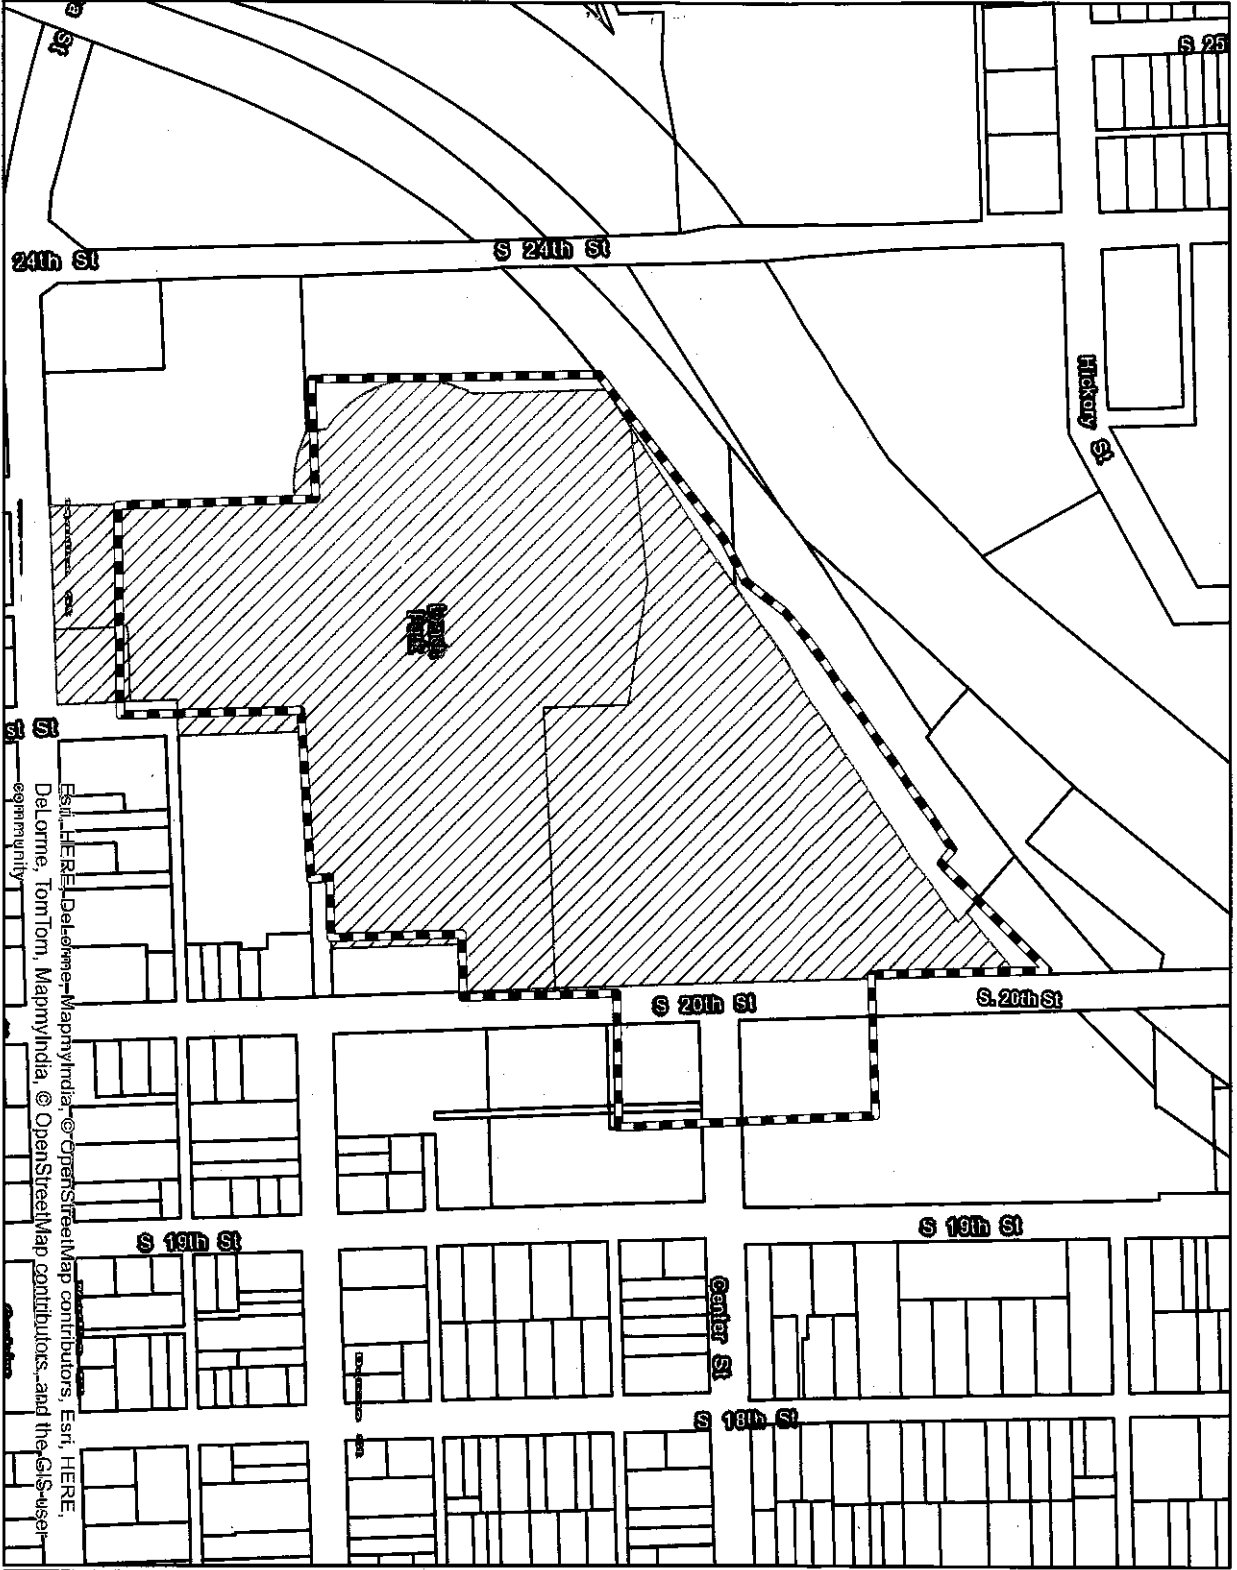 St
S 25
24th St
S 24th St
Hickory St
Park
st St
S 20th St
S. 20th St
S 19th St
S 19th St
Center St
S 18th St
Esri, HERE, DeLorme, MapmyIndia, © OpenStreetMap contributors, Esri, HERE,
DeLorme, TomTom, MapmyIndia, © OpenStreetMap contributors, and the GIS user
community